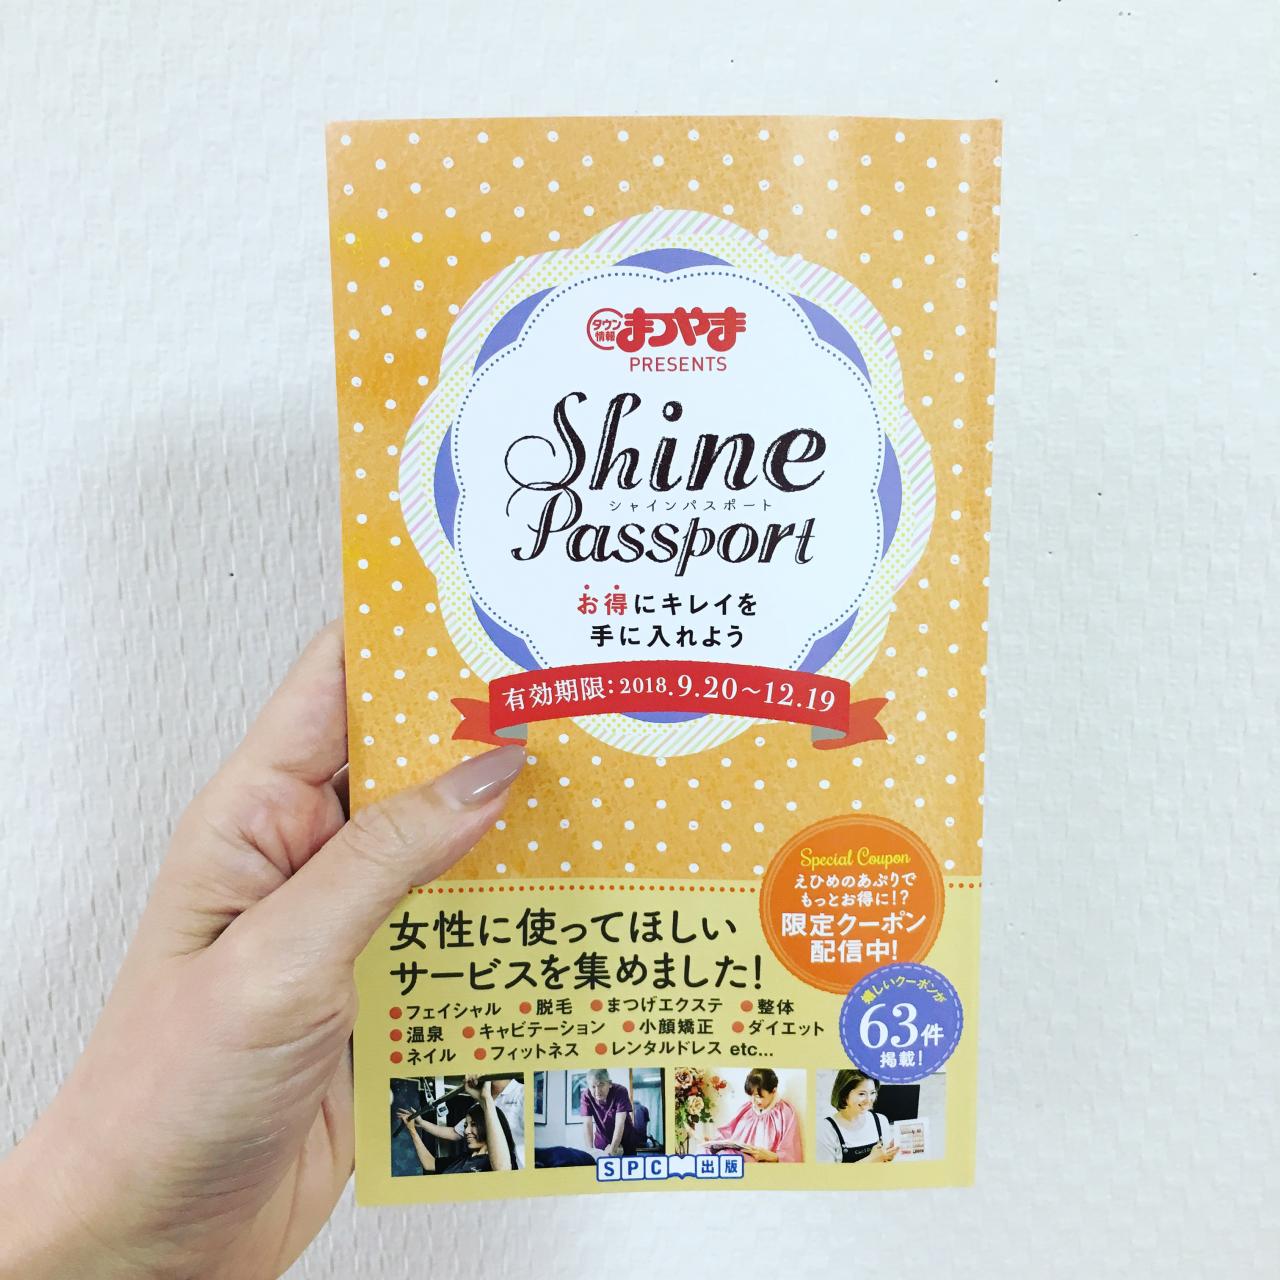 タウン情報 まつやま
PRESENTS
Shine
シャインパスポート
Passport
お得にキレイを
手に入れよう
有効期限:2018.9.20〜12.19
Special Coupon
えひめのあぷりで
もっとお得に!?
限定クーポン
配信中!
女性に使ってほしい
サービスを集めました!
●フェイシャル ●脱毛 ●まつげエクステ ●整体
●温泉 ●キャビテーション ●小顔矯正 ●ダイエット
●ネイル ●フィットネス ●レンタルドレス etc...
嬉しいクーポンが
63件
掲載!
SPC出版